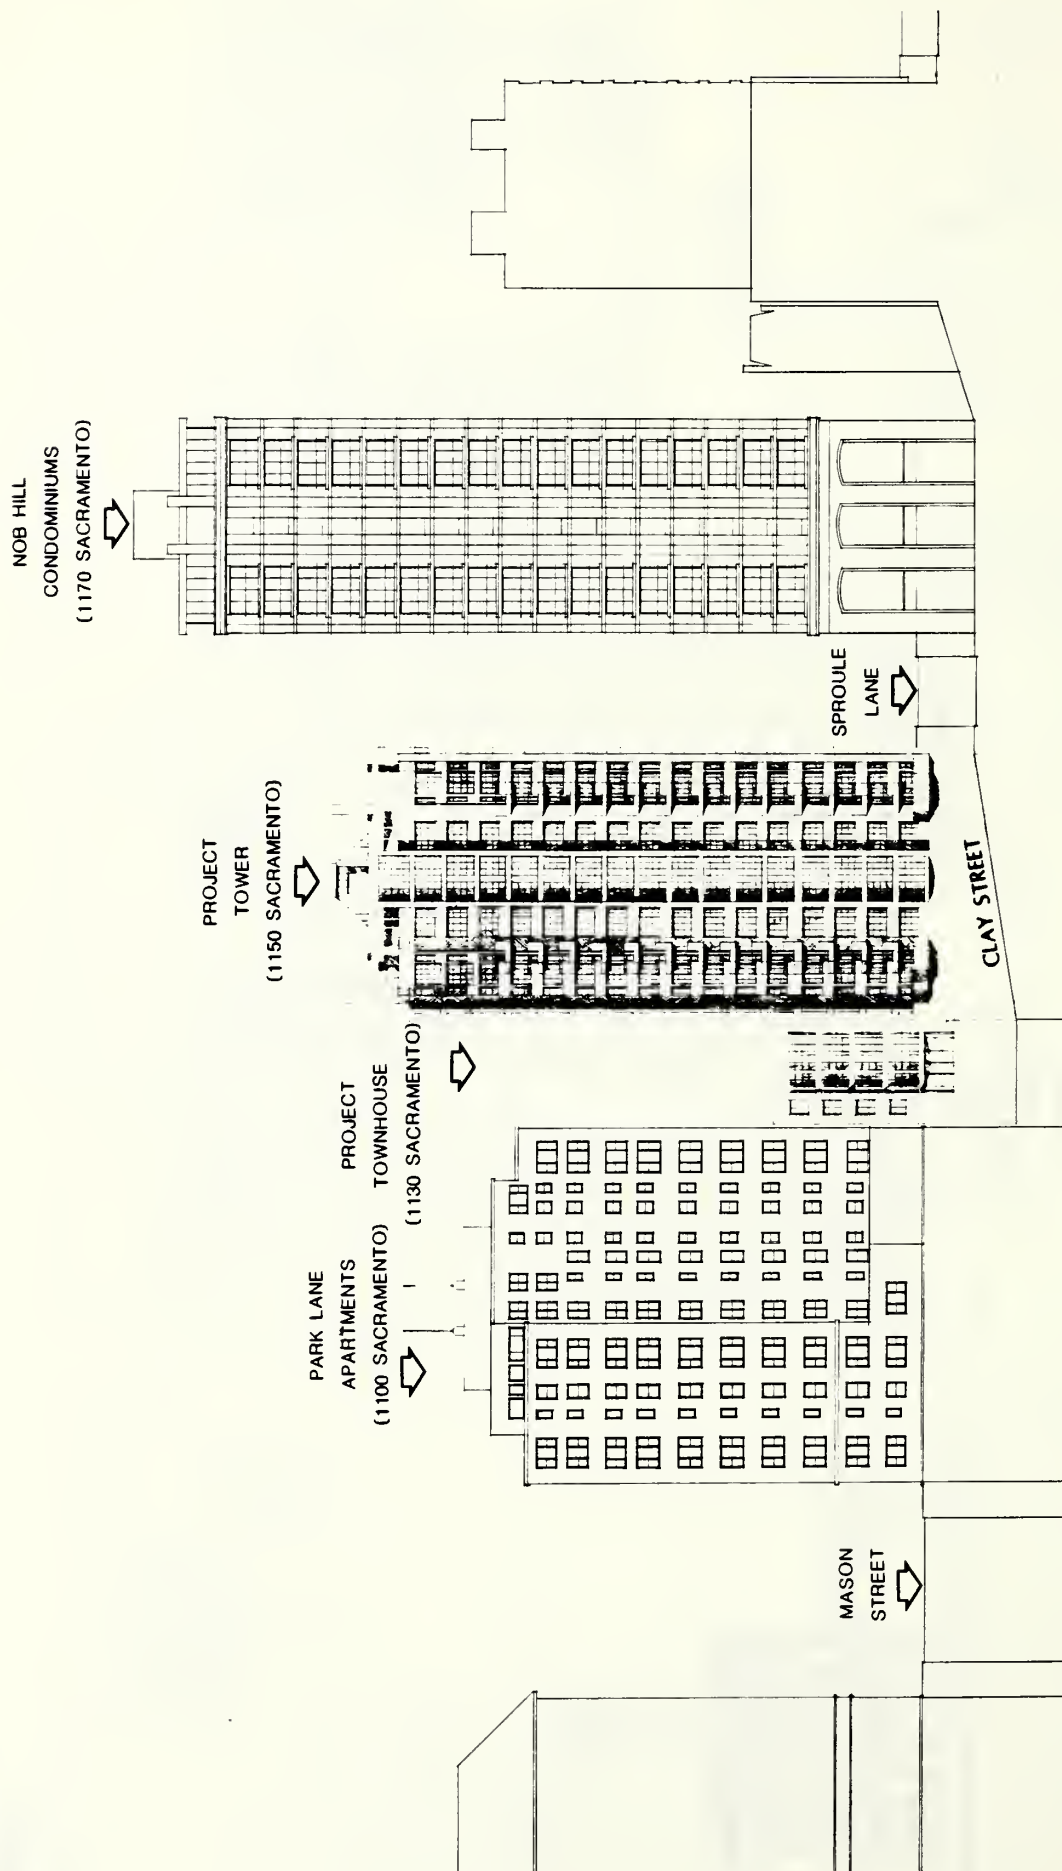 PARK LANE
APARTMENTS
(1100 SACRAMENTO)
PROJECT
TOWNHOUSE
(1130 SACRAMENTO)
PROJECT
TOWER
(1150 SACRAMENTO)
NOB HILL
CONDOMINIUMS
(1170 SACRAMENTO)
MASON
STREET
CLAY STREET
SPROULE
LANE